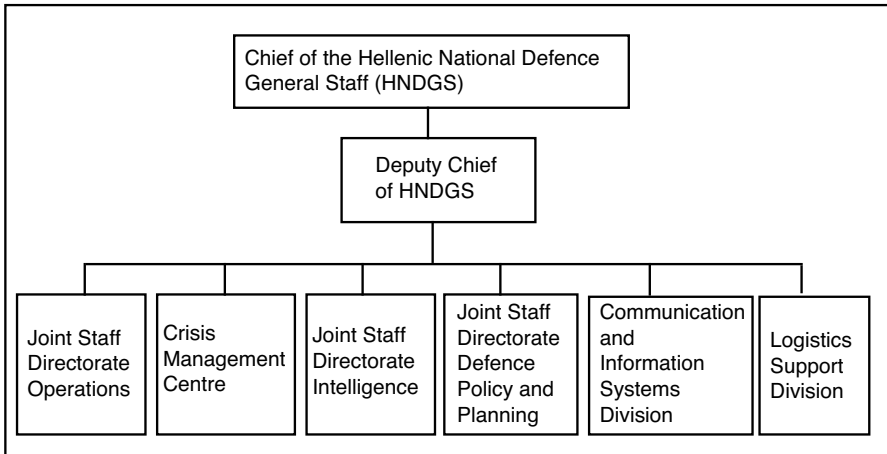 Chief of the Hellenic National Defence
General Staff (HNDGS)
Deputy Chief
of HNDGS
Joint Staff
Directorate
Operations
Crisis
Management
Centre
Joint Staff
Directorate
Intelligence
Joint Staff
Directorate
Defence
Policy and
Planning
Communication
and
Information
Systems
Division
Logistics
Support
Division